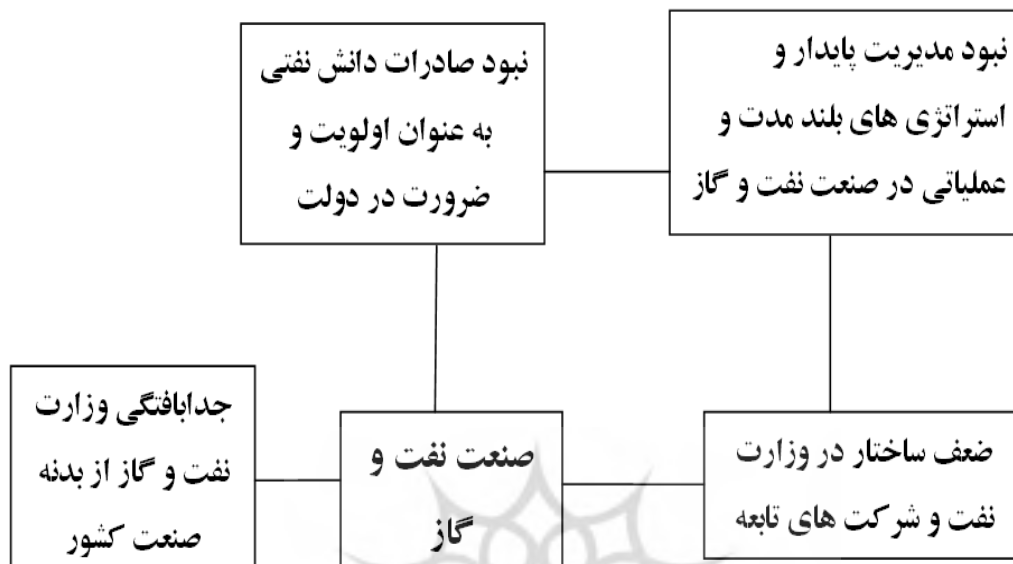 نبود مدیریت پایدار و
استراتژی های بلند مدت و
عملیاتی در صنعت نفت و گاز
نبود صادرات دانش نفتی
به عنوان اولویت و
ضرورت در دولت
ضعف ساختار در وزارت
نفت و شرکت های تابعه
صنعت نفت و
گاز
جدابافتگی وزارت
نفت و گاز از بدنه
صنعت کشور